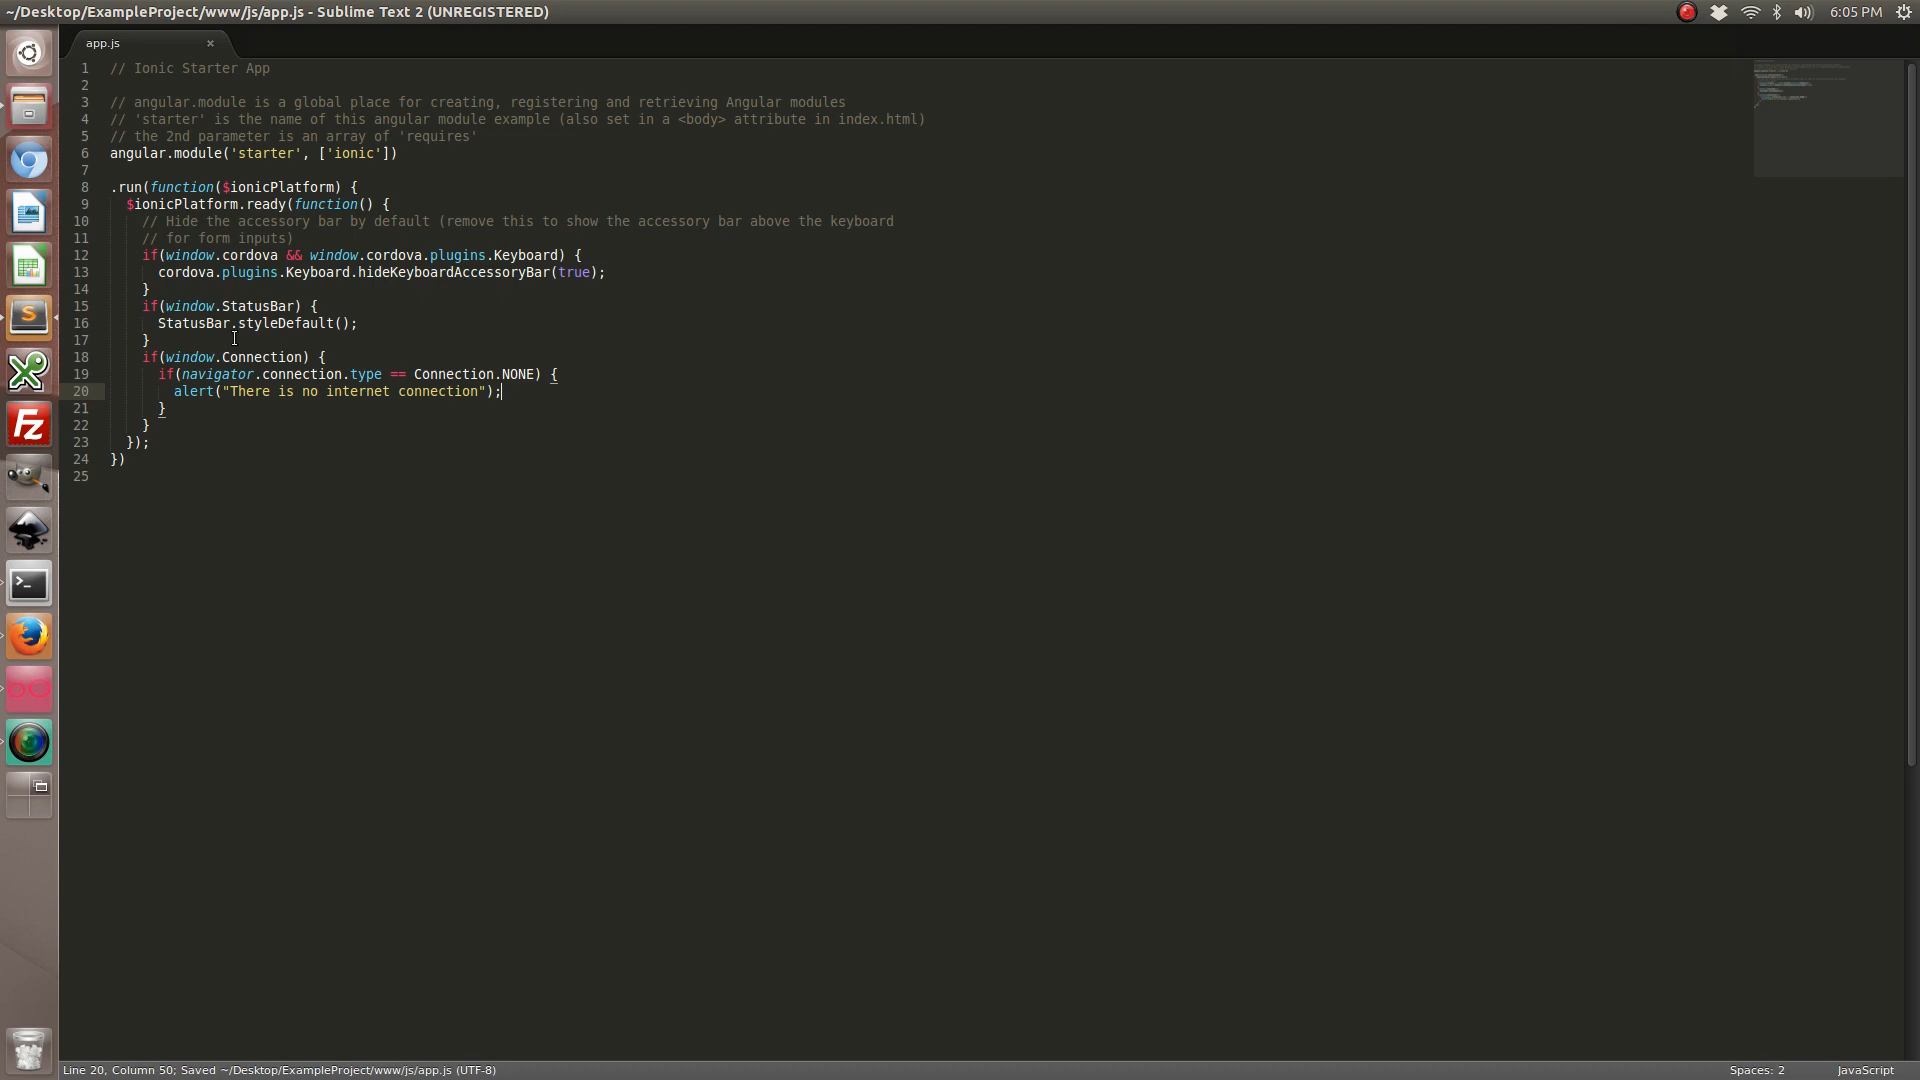 ~/Desktop/ExampleProject/www/js/app.js - Sublime Text 2 (UNREGISTERED)
6:05 PM
app.js
1 // Ionic Starter App
2
3 // angular.module is a global place for creating, registering and retrieving Angular modules
4 // 'starter' is the name of this angular module example (also set in a <body> attribute in index.html)
5 // the 2nd parameter is an array of 'requires'
6 angular.module('starter', ['ionic'])
7
8 .run(function($ionicPlatform) {
9   $ionicPlatform.ready(function() {
10     // Hide the accessory bar by default (remove this to show the accessory bar above the keyboard
11     // for form inputs)
12     if(window.cordova && window.cordova.plugins.Keyboard) {
13       cordova.plugins.Keyboard.hideKeyboardAccessoryBar(true);
14     }
15     if(window.StatusBar) {
16       StatusBar.styleDefault();
17     }
18     if(window.Connection) {
19       if(navigator.connection.type == Connection.NONE) {
20         alert("There is no internet connection");
21       }
22     }
23   });
24 })
25
Line 20, Column 50; Saved ~/Desktop/ExampleProject/www/js/app.js (UTF-8)
Spaces: 2
JavaScript